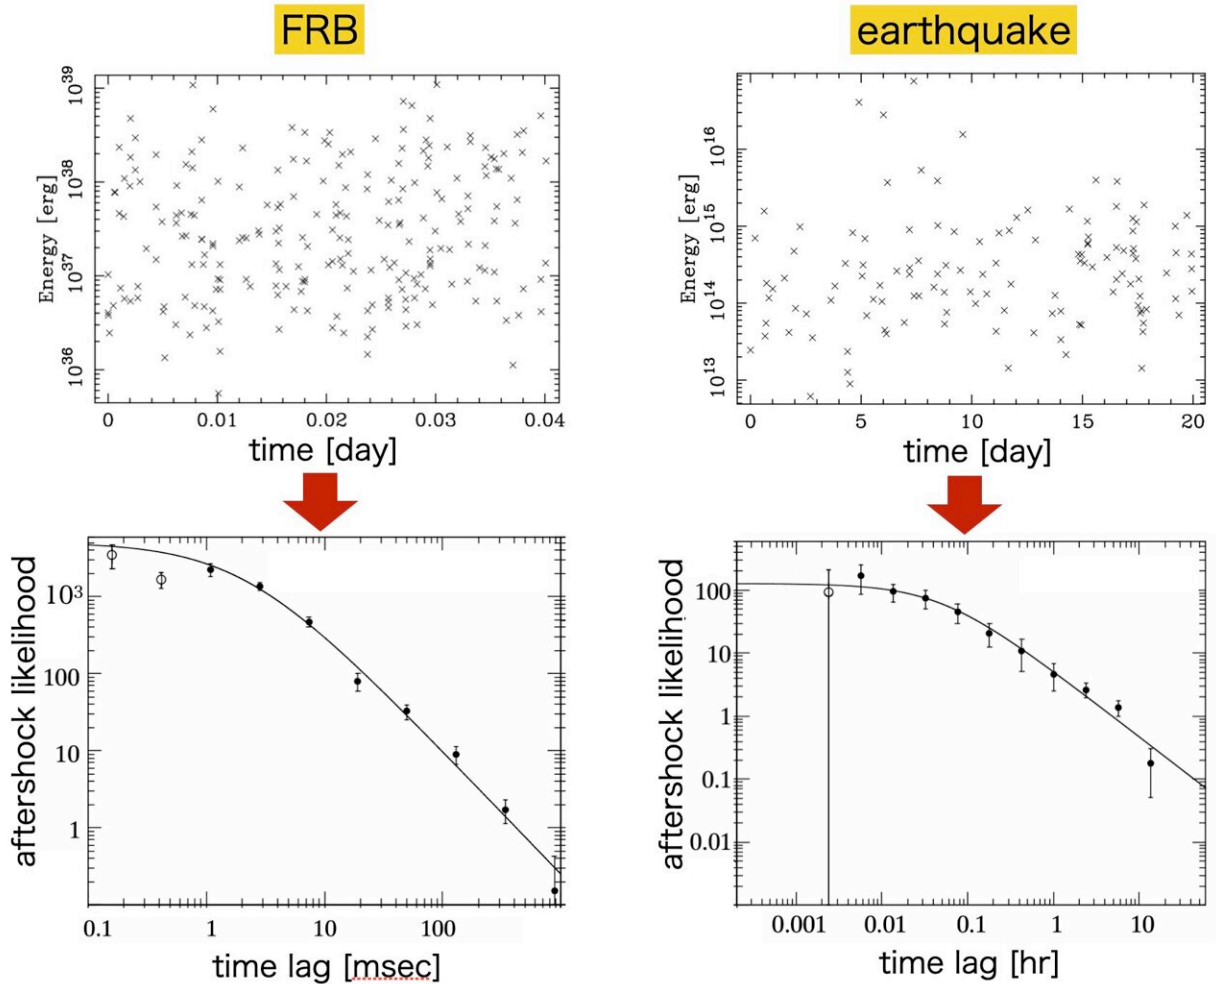 FRB
earthquake
10^39
10^38
10^37
10^36
Energy [erg]
0 0.01 0.02 0.03 0.04
time [day]
10^16
10^15
10^14
10^13
Energy [erg]
0 5 10 15 20
time [day]
aftershock likelihood
10^3
100
10
1
0.1 1 10 100
time lag [msec]
aftershock likelihood
100
10
1
0.1
0.01
0.001 0.01 0.1 1 10
time lag [hr]